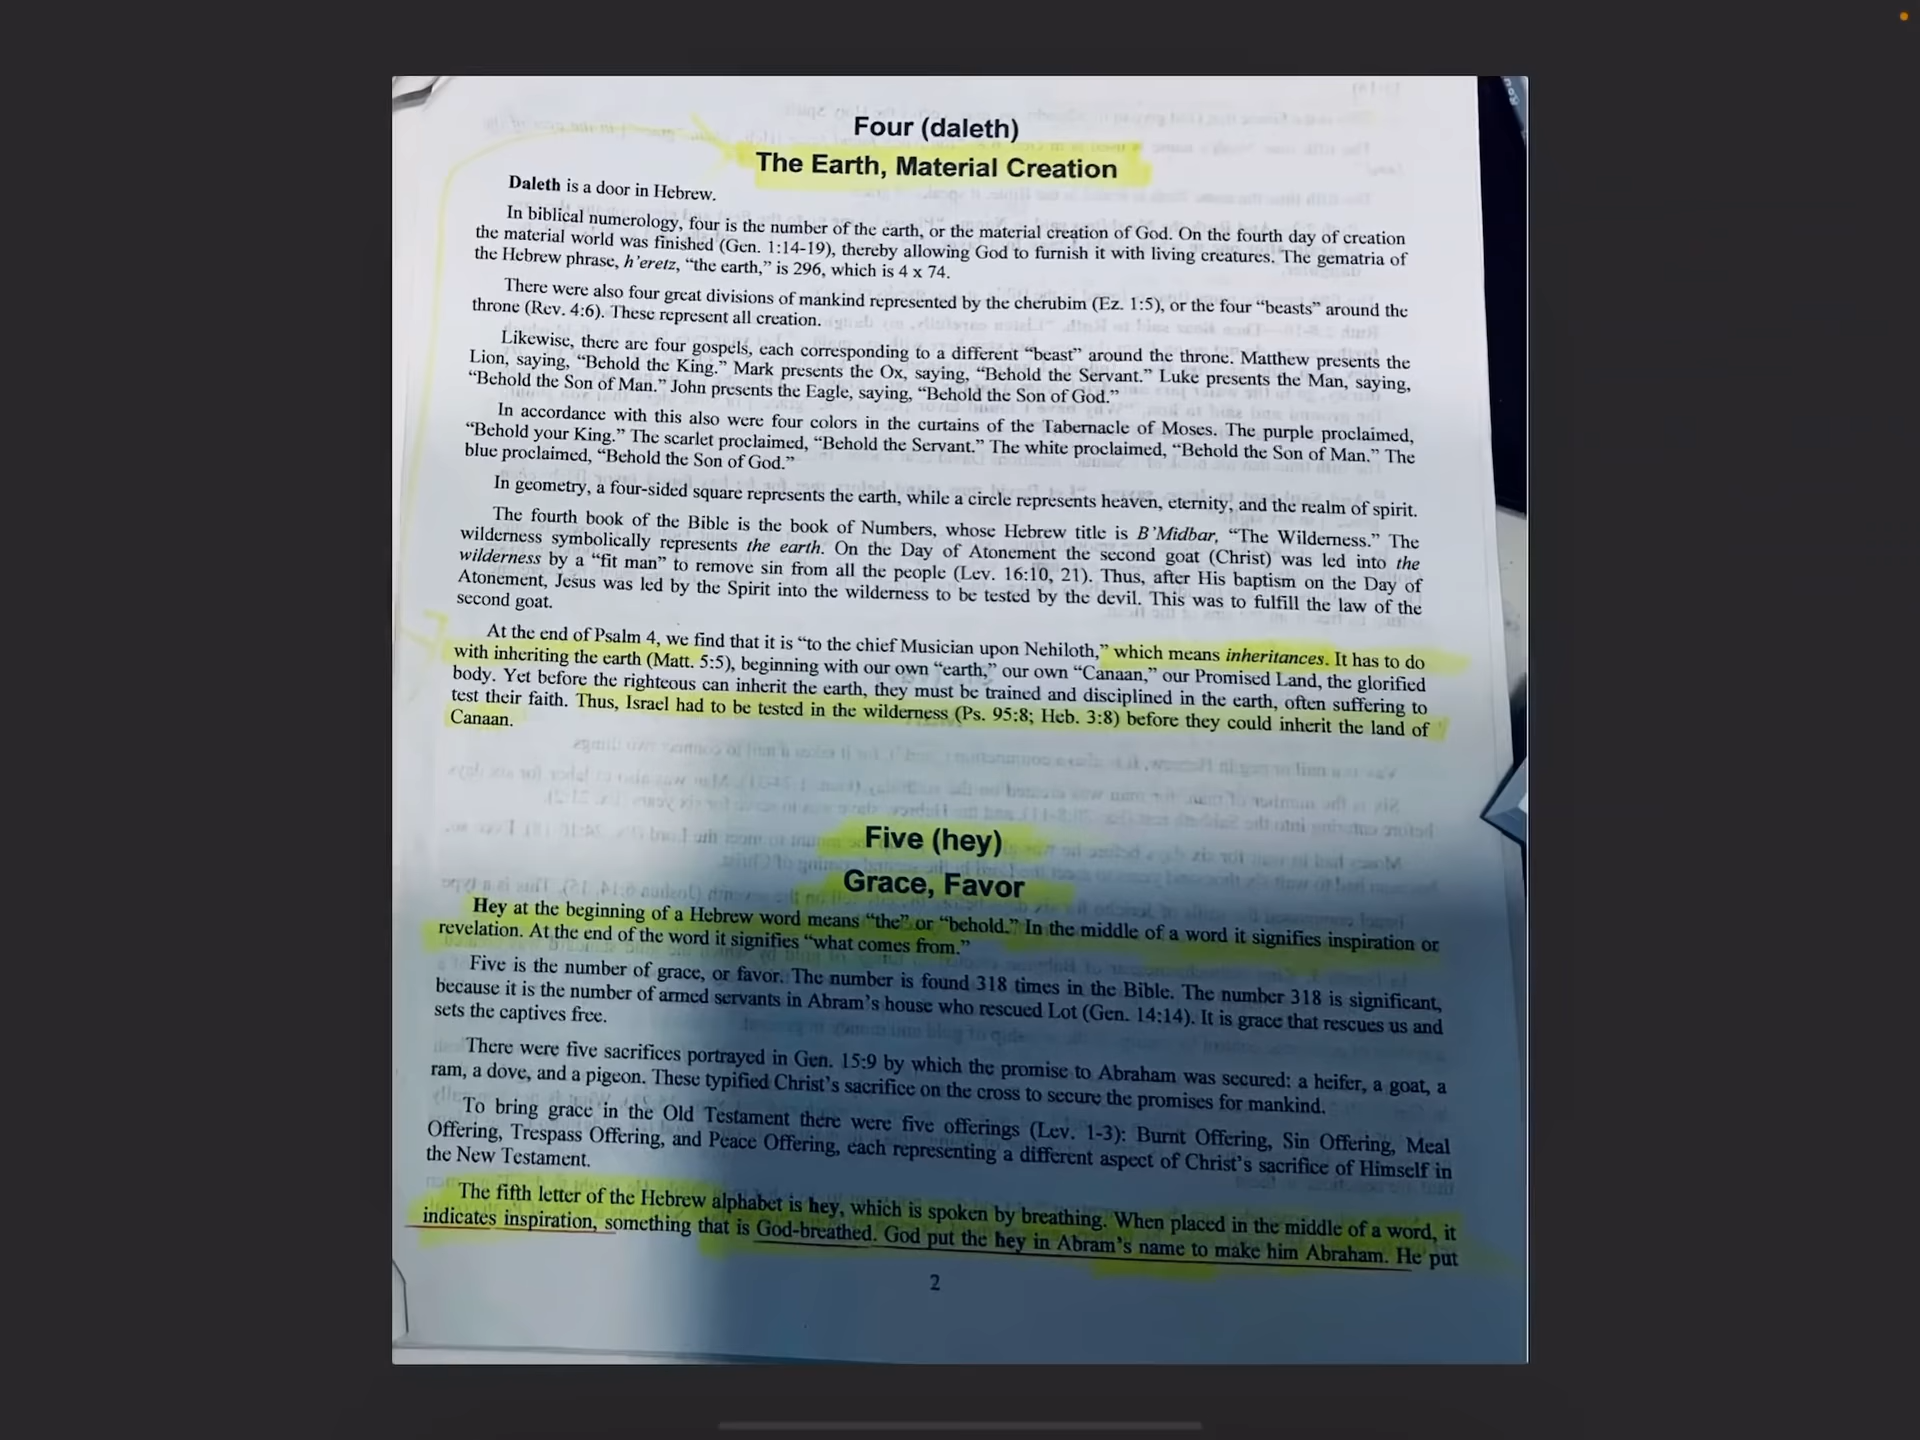 Four (daleth)
The Earth, Material Creation
Daleth is a door in Hebrew.
In biblical numerology, four is the number of the earth, or the material creation of God. On the fourth day of creation
the material world was finished (Gen. 1:14-19), thereby allowing God to furnish it with living creatures. The gematria of
the Hebrew phrase, h’eretz, “the earth,” is 296, which is 4 x 74.
There were also four great divisions of mankind represented by the cherubim (Ez. 1:5), or the four “beasts” around the
throne (Rev. 4:6). These represent all creation.
Likewise, there are four gospels, each corresponding to a different “beast” around the throne. Matthew presents the
Lion, saying, “Behold the King.” Mark presents the Ox, saying, “Behold the Servant.” Luke presents the Man, saying,
“Behold the Son of Man.” John presents the Eagle, saying, “Behold the Son of God.”
In accordance with this also were four colors in the curtains of the Tabernacle of Moses. The purple proclaimed,
“Behold your King.” The scarlet proclaimed, “Behold the Servant.” The white proclaimed, “Behold the Son of Man.” The
blue proclaimed, “Behold the Son of God.”
In geometry, a four-sided square represents the earth, while a circle represents heaven, eternity, and the realm of spirit.
The fourth book of the Bible is the book of Numbers, whose Hebrew title is B’Midbar, “The Wilderness.” The
wilderness symbolically represents the earth. On the Day of Atonement the second goat (Christ) was led into the
wilderness by a “fit man” to remove sin from all the people (Lev. 16:10, 21). Thus, after His baptism on the Day of
Atonement, Jesus was led by the Spirit into the wilderness to be tested by the devil. This was to fulfill the law of the
second goat.
At the end of Psalm 4, we find that it is “to the chief Musician upon Nehiloth,” which means inheritances. It has to do
with inheriting the earth (Matt. 5:5), beginning with our own “earth,” our own “Canaan,” our Promised Land, the glorified
body. Yet before the righteous can inherit the earth, they must be trained and disciplined in the earth, often suffering to
test their faith. Thus, Israel had to be tested in the wilderness (Ps. 95:8; Heb. 3:8) before they could inherit the land of
Canaan.
Five (hey)
Grace, Favor
Hey at the beginning of a Hebrew word means “the” or “behold.” In the middle of a word it signifies inspiration or
revelation. At the end of the word it signifies “what comes from.”
Five is the number of grace, or favor. The number is found 318 times in the Bible. The number 318 is significant,
because it is the number of armed servants in Abram’s house who rescued Lot (Gen. 14:14). It is grace that rescues us and
sets the captives free.
There were five sacrifices portrayed in Gen. 15:9 by which the promise to Abraham was secured: a heifer, a goat, a
ram, a dove, and a pigeon. These typified Christ’s sacrifice on the cross to secure the promises for mankind.
To bring grace in the Old Testament there were five offerings (Lev. 1-3): Burnt Offering, Sin Offering, Meal
Offering, Trespass Offering, and Peace Offering, each representing a different aspect of Christ’s sacrifice of Himself in
the New Testament.
The fifth letter of the Hebrew alphabet is hey, which is spoken by breathing. When placed in the middle of a word, it
indicates inspiration, something that is God-breathed. God put the hey in Abram’s name to make him Abraham. He put
2